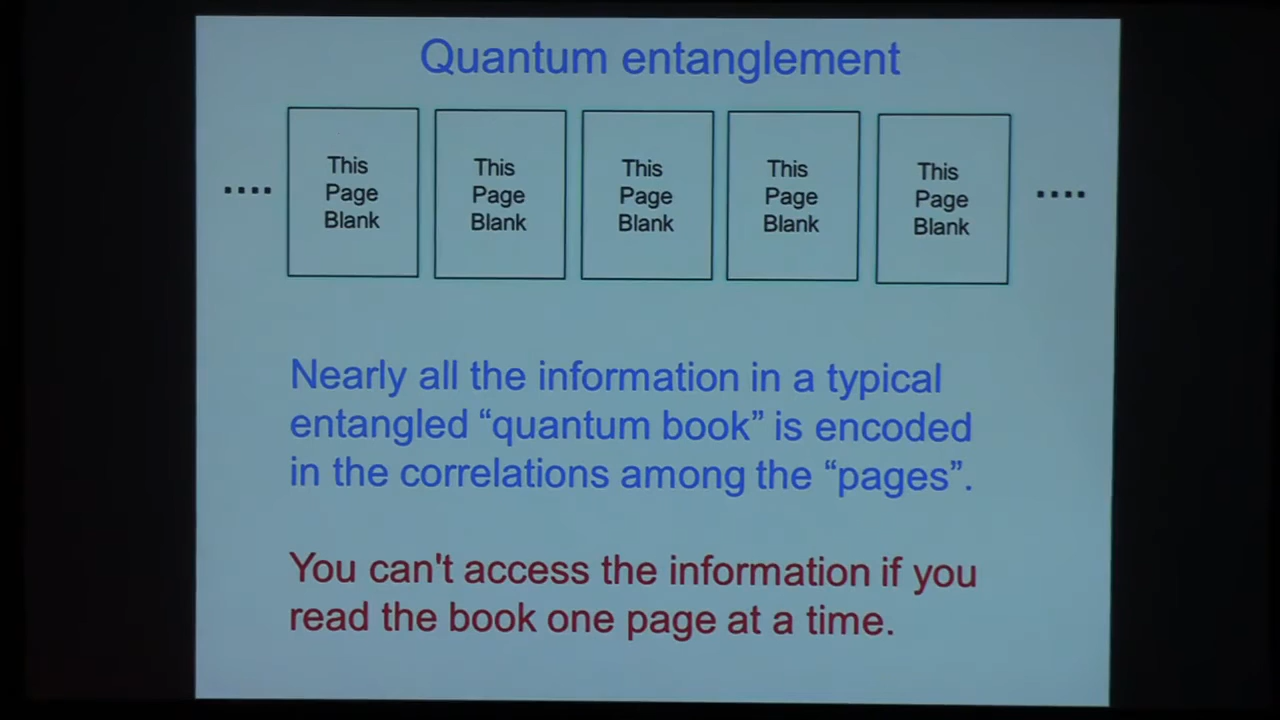 Quantum entanglement
....
This
Page
Blank
This
Page
Blank
This
Page
Blank
This
Page
Blank
This
Page
Blank
....
Nearly all the information in a typical
entangled “quantum book” is encoded
in the correlations among the “pages”.
You can't access the information if you
read the book one page at a time.